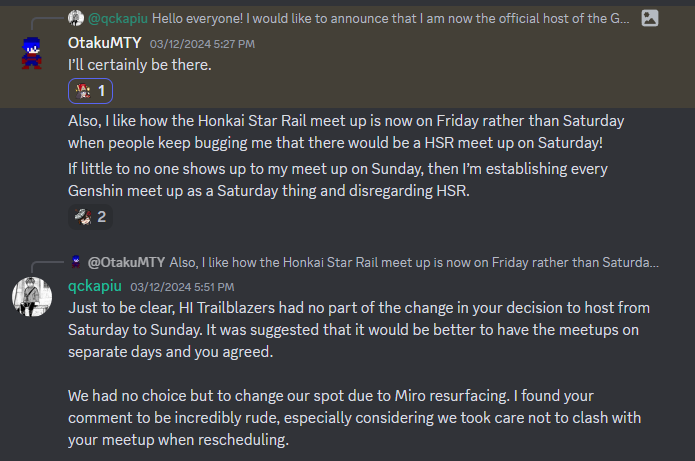 @qckapiu Hello everyone! I would like to announce that I am now the official host of the G...
OtakuMTY 03/12/2024 5:27 PM
I'll certainly be there.
1
Also, I like how the Honkai Star Rail meet up is now on Friday rather than Saturday
when people keep bugging me that there would be a HSR meet up on Saturday!
If little to no one shows up to my meet up on Sunday, then I'm establishing every
Genshin meet up as a Saturday thing and disregarding HSR.
2
@OtakuMTY Also, I like how the Honkai Star Rail meet up is now on Friday rather than Saturda...
qckapiu 03/12/2024 5:51 PM
Just to be clear, HI Trailblazers had no part of the change in your decision to host from
Saturday to Sunday. It was suggested that it would be better to have the meetups on
separate days and you agreed.
We had no choice but to change our spot due to Miro resurfacing. I found your
comment to be incredibly rude, especially considering we took care not to clash with
your meetup when rescheduling.